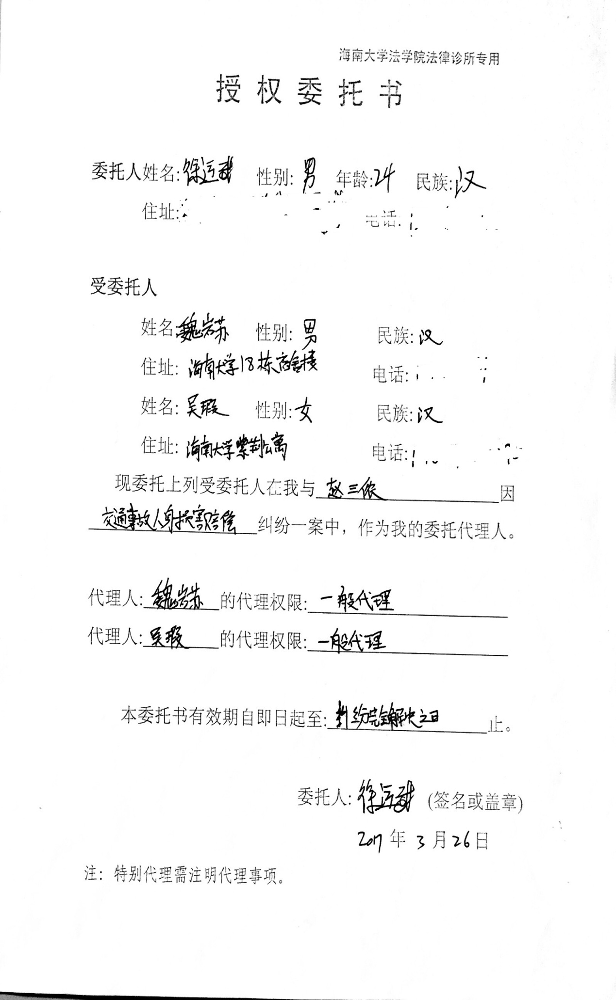 海南大学法学院法律诊所专用
授权委托书
委托人姓名:徐运 性别:男 年龄:24 民族:汉
住址: 电话:
受委托人
姓名:魏岩苏 性别:男 民族:汉
住址:海南大学18栋宿舍楼 电话:
姓名:吴瑕 性别:女 民族:汉
住址:海南大学紫荆公寓 电话:
现委托上列受委托人在我与 赵三侬 因
交通事故人身损害赔偿 纠纷一案中，作为我的委托代理人。
代理人:魏岩苏 的代理权限:一般代理
代理人:吴瑕 的代理权限:一般代理
本委托书有效期自即日起至:纠纷完全解决之日 止。
委托人:徐运 (签名或盖章)
2017年3月26日
注：特别代理需注明代理事项。